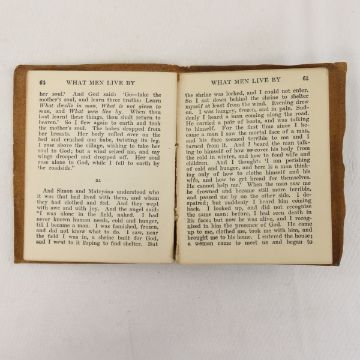 64 WHAT MEN LIVE BY
her soul!' And God said: 'Go—take the
mother's soul, and learn three truths: Learn
What dwells in man, What is not given to
man, and What men live by. When thou
hast learnt these things, thou shalt return to
heaven.' So I flew again to earth and took
the mother's soul. The babes dropped from
her breasts. Her body rolled over on the
bed and crushed one babe, twisting its leg.
I rose above the village, wishing to take her
soul to God; but a wind seized me, and my
wings drooped and dropped off. Her soul
rose alone to God, while I fell to earth by
the roadside."
And Simon and Matryóna understood who
it was that had lived with them, and whom
they had clothed and fed. And they wept
with awe and with joy. And the angel said:
"I was alone in the field, naked. I had
never known human needs, cold and hunger,
till I became a man. I was famished, frozen,
and did not know what to do. I saw, near
the field I was in, a shrine built for God,
and I went to it hoping to find shelter. But
WHAT MEN LIVE BY 65
the shrine was locked, and I could not enter.
So I sat down behind the shrine to shelter
myself at least from the wind. Evening drew
on. I was hungry, frozen, and in pain. Sud-
denly I heard a man coming along the road.
He carried a pair of boots, and was talking
to himself. For the first time since I be-
came a man I saw the mortal face of a man,
and his face seemed terrible to me and I
turned from it. And I heard the man talk-
ing to himself of how to cover his body from
the cold in winter, and how to feed wife and
children. And I thought: 'I am perishing
of cold and hunger, and here is a man think-
ing only of how to clothe himself and his
wife, and how to get bread for themselves.
He cannot help me.' When the man saw me
he frowned and became still more terrible,
and passed me by on the other side. I de-
spaired; but suddenly I heard him coming
back. I looked up, and did not recognize
the same man: before, I had seen death in
his face; but now he was alive, and I recog-
nized in him the presence of God. He came
up to me, clothed me, took me with him, and
brought me to his home. I entered the house;
a woman came to meet us and began to